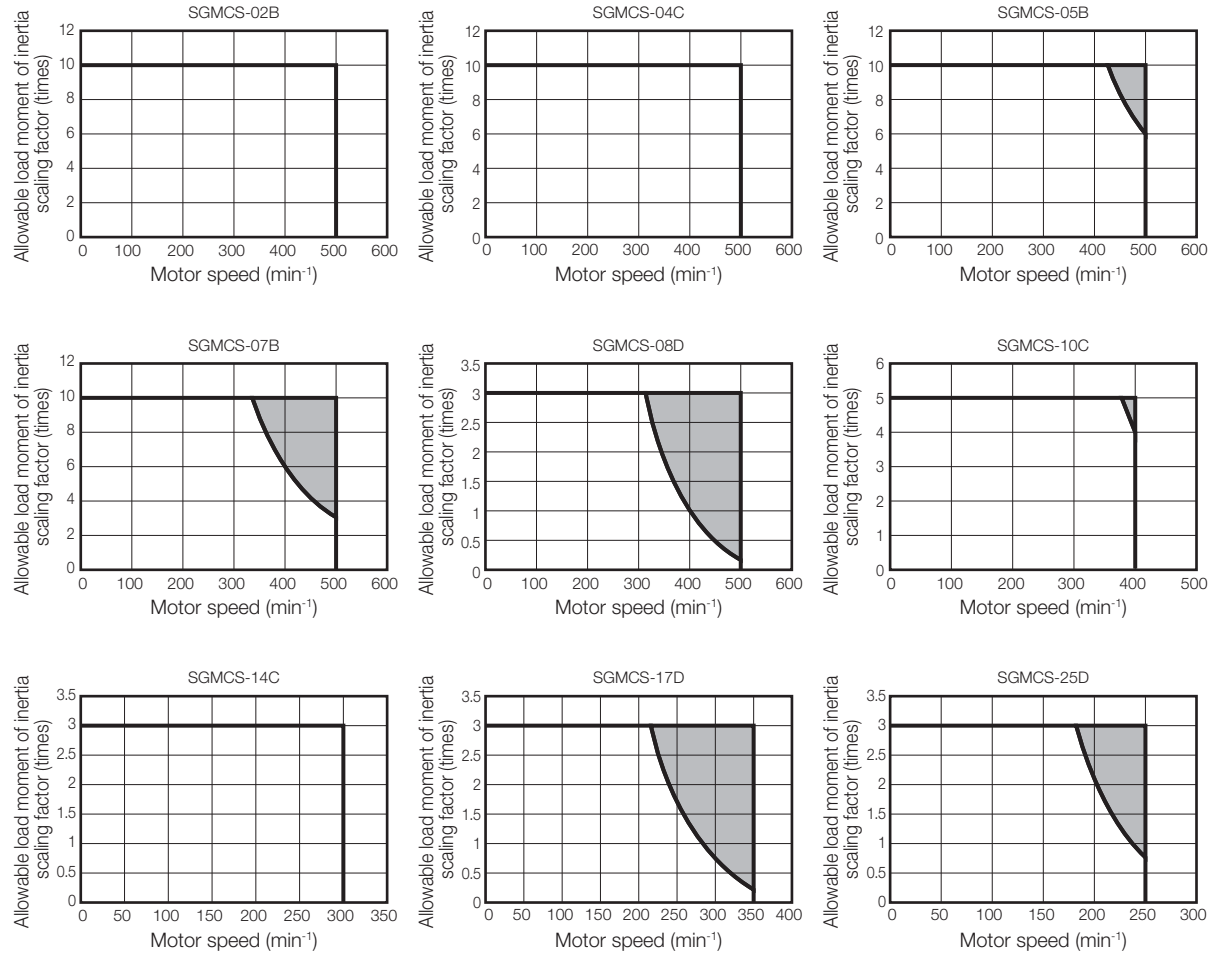 SGMCS-02B
Allowable load moment of inertia
scaling factor (times)
12
10
8
6
4
2
0
0 100 200 300 400 500 600
Motor speed (min-1)
SGMCS-04C
Allowable load moment of inertia
scaling factor (times)
12
10
8
6
4
2
0
0 100 200 300 400 500 600
Motor speed (min-1)
SGMCS-05B
Allowable load moment of inertia
scaling factor (times)
12
10
8
6
4
2
0
0 100 200 300 400 500 600
Motor speed (min-1)
SGMCS-07B
Allowable load moment of inertia
scaling factor (times)
12
10
8
6
4
2
0
0 100 200 300 400 500 600
Motor speed (min-1)
SGMCS-08D
Allowable load moment of inertia
scaling factor (times)
3.5
3
2.5
2
1.5
1
0.5
0
0 100 200 300 400 500 600
Motor speed (min-1)
SGMCS-10C
Allowable load moment of inertia
scaling factor (times)
6
5
4
3
2
1
0
0 100 200 300 400 500
Motor speed (min-1)
SGMCS-14C
Allowable load moment of inertia
scaling factor (times)
3.5
3
2.5
2
1.5
1
0.5
0
0 50 100 150 200 250 300 350
Motor speed (min-1)
SGMCS-17D
Allowable load moment of inertia
scaling factor (times)
3.5
3
2.5
2
1.5
1
0.5
0
0 50 100 150 200 250 300 350 400
Motor speed (min-1)
SGMCS-25D
Allowable load moment of inertia
scaling factor (times)
3.5
3
2.5
2
1.5
1
0.5
0
0 50 100 150 200 250 300
Motor speed (min-1)